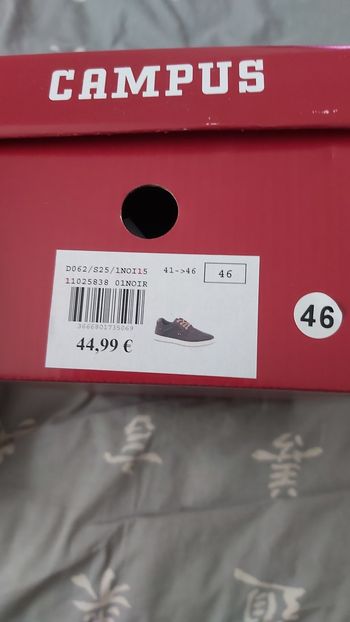 CAMPUS
D062/S25/1NOI15 41->46 46
11025838 01NOIR
3666801735069
44,99 €
46